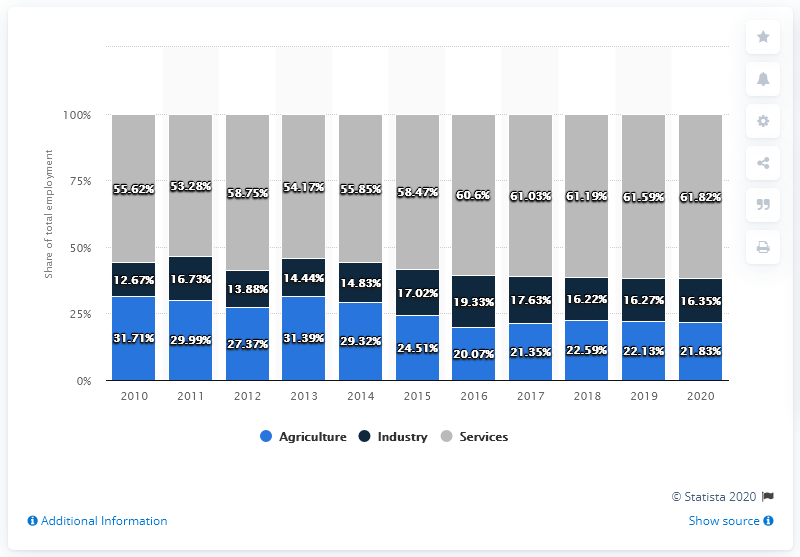 100%
75%
50%
25%
0%
Share of total employment
55.62% 53.28% 58.75% 54.17% 55.85% 58.47% 60.6% 61.03% 61.19% 61.59% 61.82%
12.67% 16.73% 13.88% 14.44% 14.83% 17.02% 19.33% 17.63% 16.22% 16.27% 16.35%
31.71% 29.99% 27.37% 31.39% 29.32% 24.51% 20.07% 21.35% 22.59% 22.13% 21.83%
2010 2011 2012 2013 2014 2015 2016 2017 2018 2019 2020
Agriculture Industry Services
© Statista 2020
Additional Information Show source